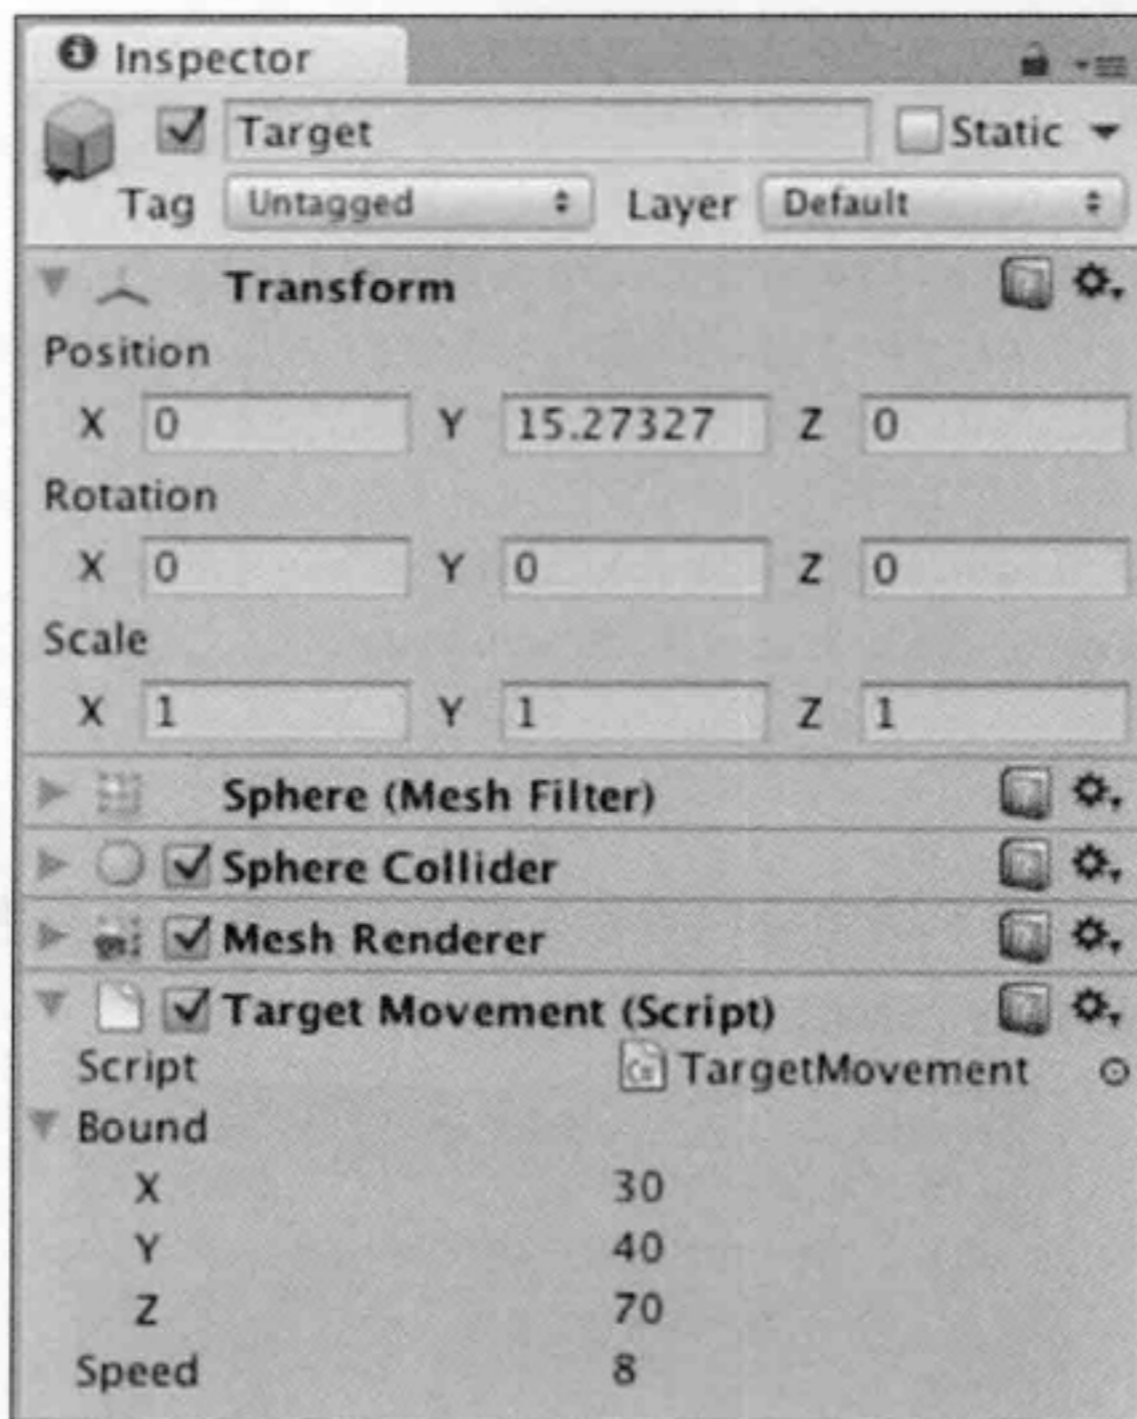 Inspector
Target Static
Tag Untagged Layer Default
Transform
Position
X 0 Y 15.27327 Z 0
Rotation
X 0 Y 0 Z 0
Scale
X 1 Y 1 Z 1
Sphere (Mesh Filter)
Sphere Collider
Mesh Renderer
Target Movement (Script)
Script TargetMovement
Bound
X 30
Y 40
Z 70
Speed 8